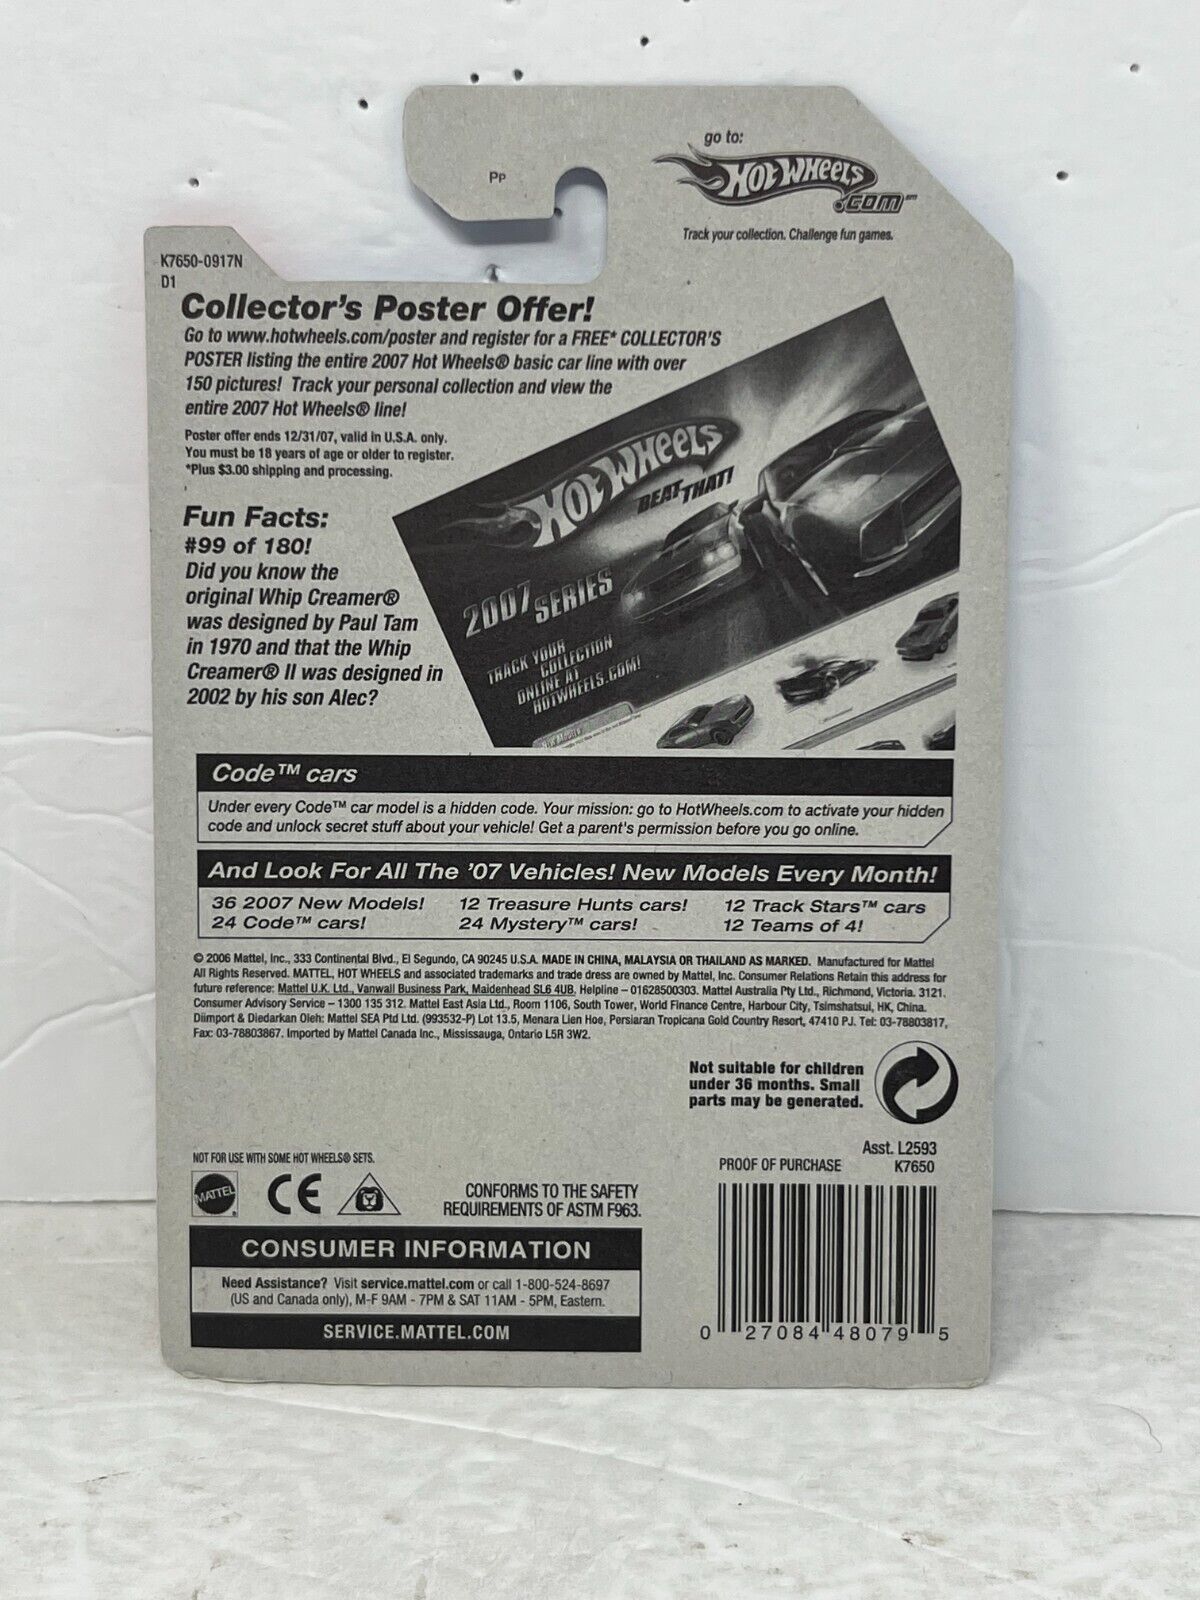 go to:
HOT WHEELS
.COM
Track your collection. Challenge fun games.
PP
K7650-0917N
D1
Collector's Poster Offer!
Go to www.hotwheels.com/poster and register for a FREE* COLLECTOR'S
POSTER listing the entire 2007 Hot Wheels® basic car line with over
150 pictures! Track your personal collection and view the
entire 2007 Hot Wheels® line!
Poster offer ends 12/31/07, valid in U.S.A. only.
You must be 18 years of age or older to register.
*Plus $3.00 shipping and processing.
HOT WHEELS
BEAT THAT!
2007 SERIES
TRACK YOUR
COLLECTION
ONLINE AT
HOTWHEELS.COM!
Fun Facts:
#99 of 180!
Did you know the
original Whip Creamer®
was designed by Paul Tam
in 1970 and that the Whip
Creamer® II was designed in
2002 by his son Alec?
Code™ cars
Under every Code™ car model is a hidden code. Your mission: go to HotWheels.com to activate your hidden
code and unlock secret stuff about your vehicle! Get a parent's permission before you go online.
And Look For All The '07 Vehicles! New Models Every Month!
36 2007 New Models! 12 Treasure Hunts cars! 12 Track Stars™ cars
24 Code™ cars! 24 Mystery™ cars! 12 Teams of 4!
© 2006 Mattel, Inc., 333 Continental Blvd., El Segundo, CA 90245 U.S.A. MADE IN CHINA, MALAYSIA OR THAILAND AS MARKED. Manufactured for Mattel
All Rights Reserved. MATTEL, HOT WHEELS and associated trademarks and trade dress are owned by Mattel, Inc. Consumer Relations Retain this address for
future reference: Mattel U.K. Ltd., Vanwall Business Park, Maidenhead SL6 4UB, Helpline – 01628500303. Mattel Australia Pty Ltd., Richmond, Victoria. 3121.
Consumer Advisory Service – 1300 135 312. Mattel East Asia Ltd., Room 1106, South Tower, World Finance Centre, Harbour City, Tsimshatsui, HK, China.
Diimport & Diedarkan Oleh: Mattel SEA Ptd Ltd. (993532-P) Lot 13.5, Menara Lien Hoe, Persiaran Tropicana Gold Country Resort, 47410 PJ. Tel: 03-78803817,
Fax: 03-78803867. Imported by Mattel Canada Inc., Mississauga, Ontario L5R 3W2.
Not suitable for children
under 36 months. Small
parts may be generated.
NOT FOR USE WITH SOME HOT WHEELS® SETS.
MATTEL
CE
CONFORMS TO THE SAFETY
REQUIREMENTS OF ASTM F963.
Asst. L2593
PROOF OF PURCHASE K7650
CONSUMER INFORMATION
Need Assistance? Visit service.mattel.com or call 1-800-524-8697
(US and Canada only), M-F 9AM - 7PM & SAT 11AM - 5PM, Eastern.
SERVICE.MATTEL.COM
0 27084 48079 5